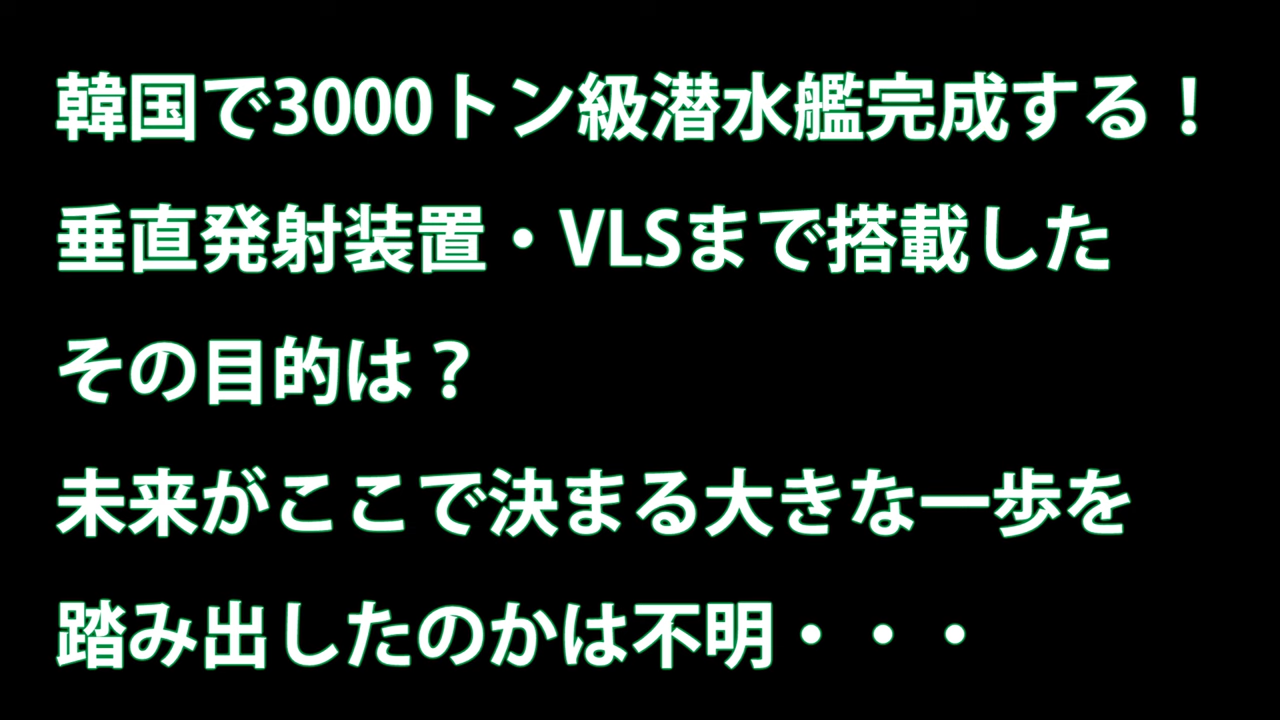 韓国で3000トン級潜水艦完成する！
垂直発射装置・VLSまで搭載した
その目的は？
未来がここで決まる大きな一歩を
踏み出したのかは不明・・・